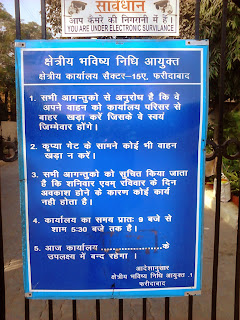 सावधान
आप कैमरे की निगरानी में है।
YOU ARE UNDER ELECTRONIC SURVILANCE
क्षेत्रीय भविष्य निधि आयुक्त
क्षेत्रीय कार्यालय सैक्टर-15ए, फरीदाबाद
1. सभी आगन्तुको से अनुरोध है कि वे
अपने वाहन को कार्यालय परिसर से
बाहर खड़ा करें जिसके वे स्वयं
जिम्मेवार होंगे।
2. कृप्या गेट के सामने कोई भी वाहन
खड़ा न करें।
3. सभी आगन्तुको को सुचित किया जाता
है कि शनिवार एवम् रविवार के दिन
अवकाश होने के कारण कोई कार्य
नही होता है।
4. कार्यालय का समय प्रातः 9 बजे से
शाम 5:30 बजे तक है।
5. आज कार्यालय ........................के
उपलक्ष्य में बन्द रहेगा ।
आदेशानुसार
क्षेत्रीय भविष्य निधि आयुक्त .1
फरीदाबाद